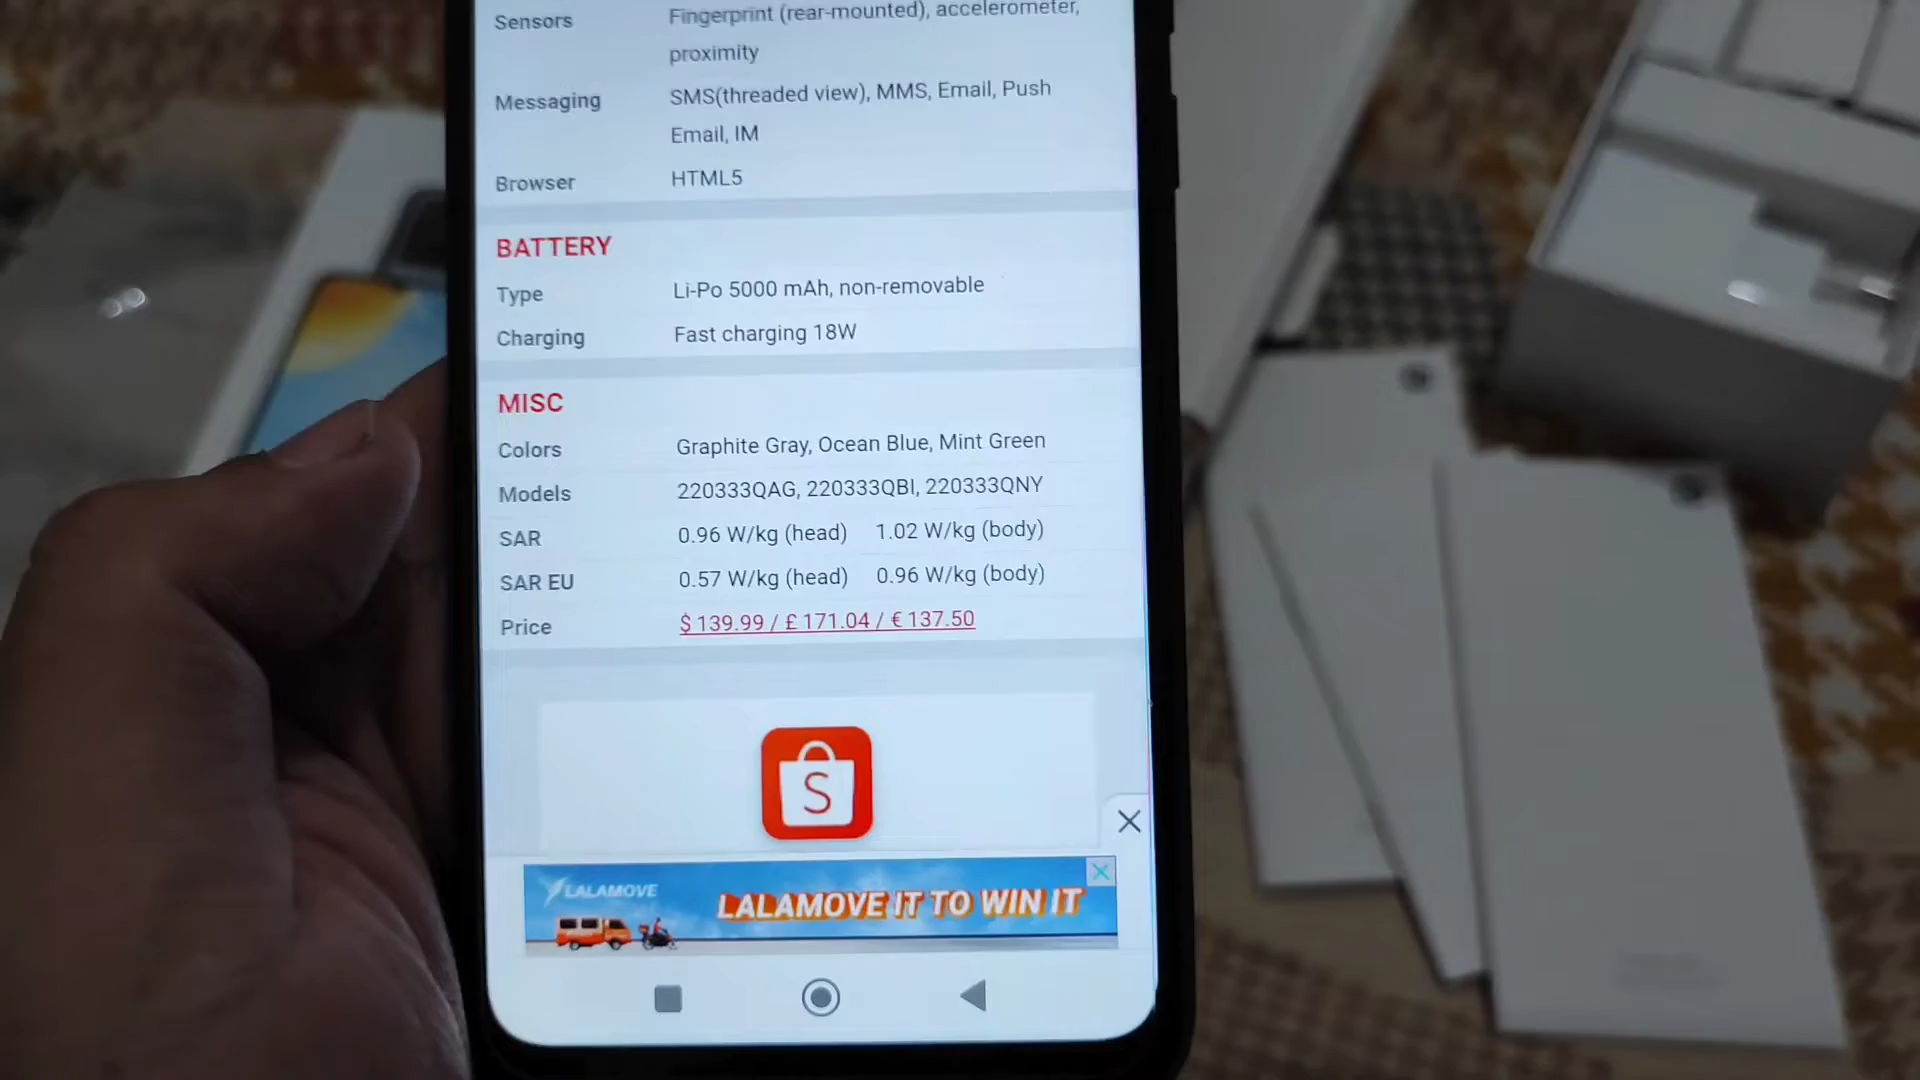 Sensors Fingerprint (rear-mounted), accelerometer,
proximity
Messaging SMS(threaded view), MMS, Email, Push
Email, IM
Browser HTML5
BATTERY
Type Li-Po 5000 mAh, non-removable
Charging Fast charging 18W
MISC
Colors Graphite Gray, Ocean Blue, Mint Green
Models 220333QAG, 220333QBI, 220333QNY
SAR 0.96 W/kg (head) 1.02 W/kg (body)
SAR EU 0.57 W/kg (head) 0.96 W/kg (body)
Price $ 139.99 / £ 171.04 / € 137.50
S
LALAMOVE
LALAMOVE IT TO WIN IT